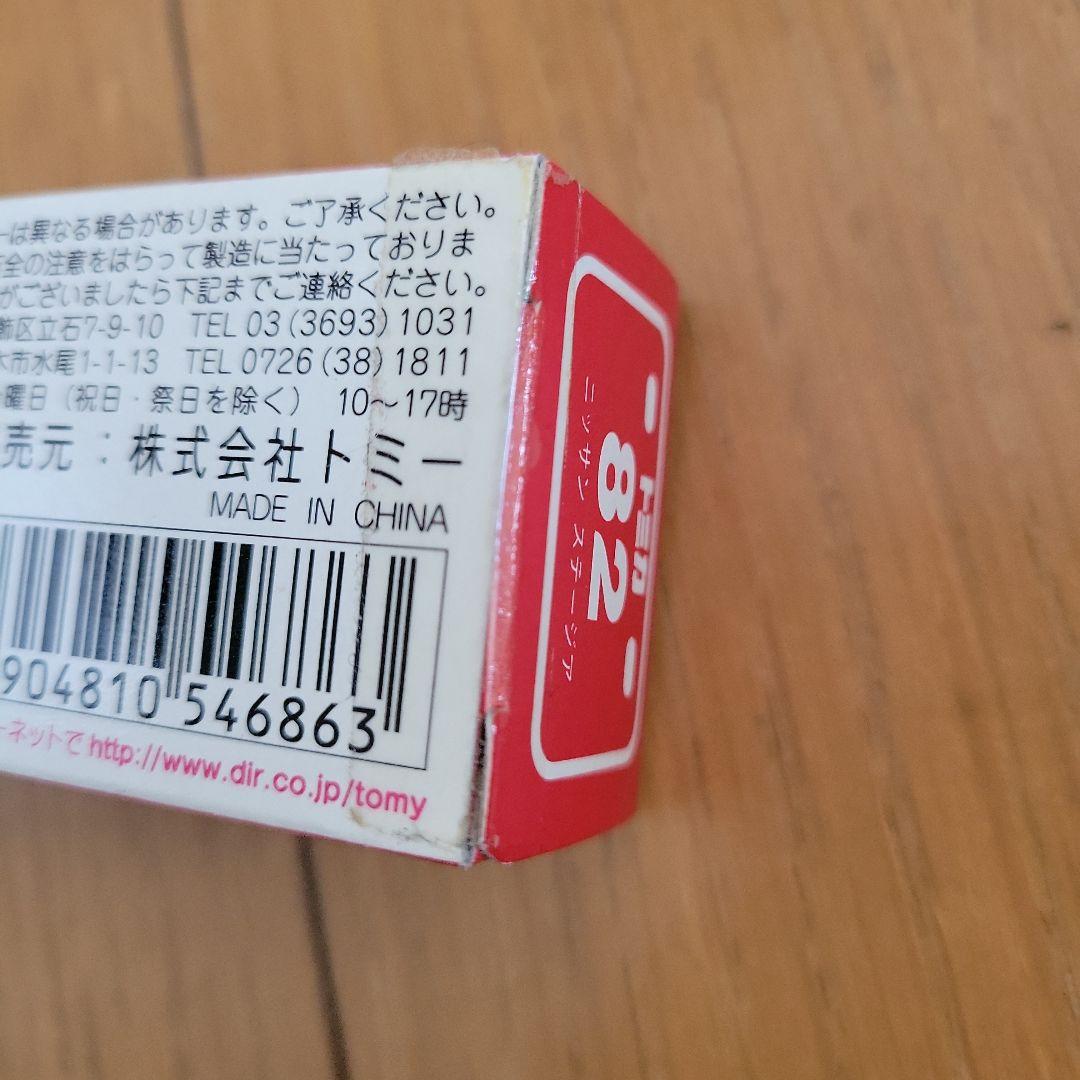 ーは異なる場合があります。ご了承ください。
全の注意をはらって製造に当たっておりま
がございましたら下記までご連絡ください。
飾区立石7-9-10 TEL 03(3693)1031
木市水尾1-1-13 TEL 0726(38)1811
曜日（祝日・祭日を除く） 10〜17時
売元：株式会社トミー
MADE IN CHINA
904810 546863
ーネットで http://www.dir.co.jp/tomy
トミカ
82
ニッサン ステージア